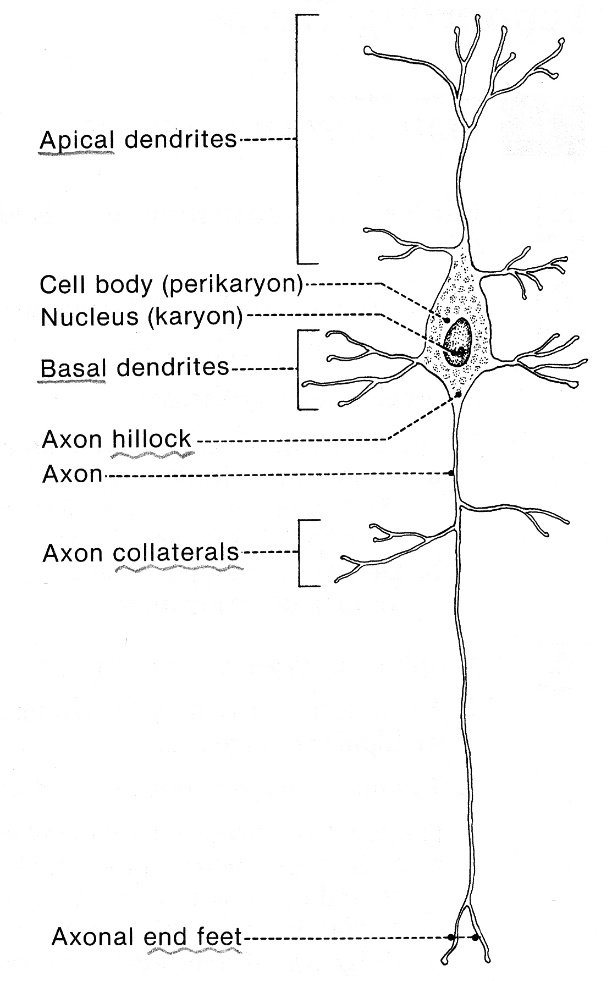 Apical dendrites
Cell body (perikaryon)
Nucleus (karyon)
Basal dendrites
Axon hillock
Axon
Axon collaterals
Axonal end feet